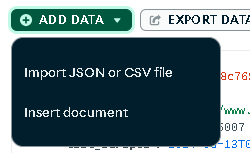 ADD DATA
EXPORT DATA
Import JSON or CSV file
Insert document